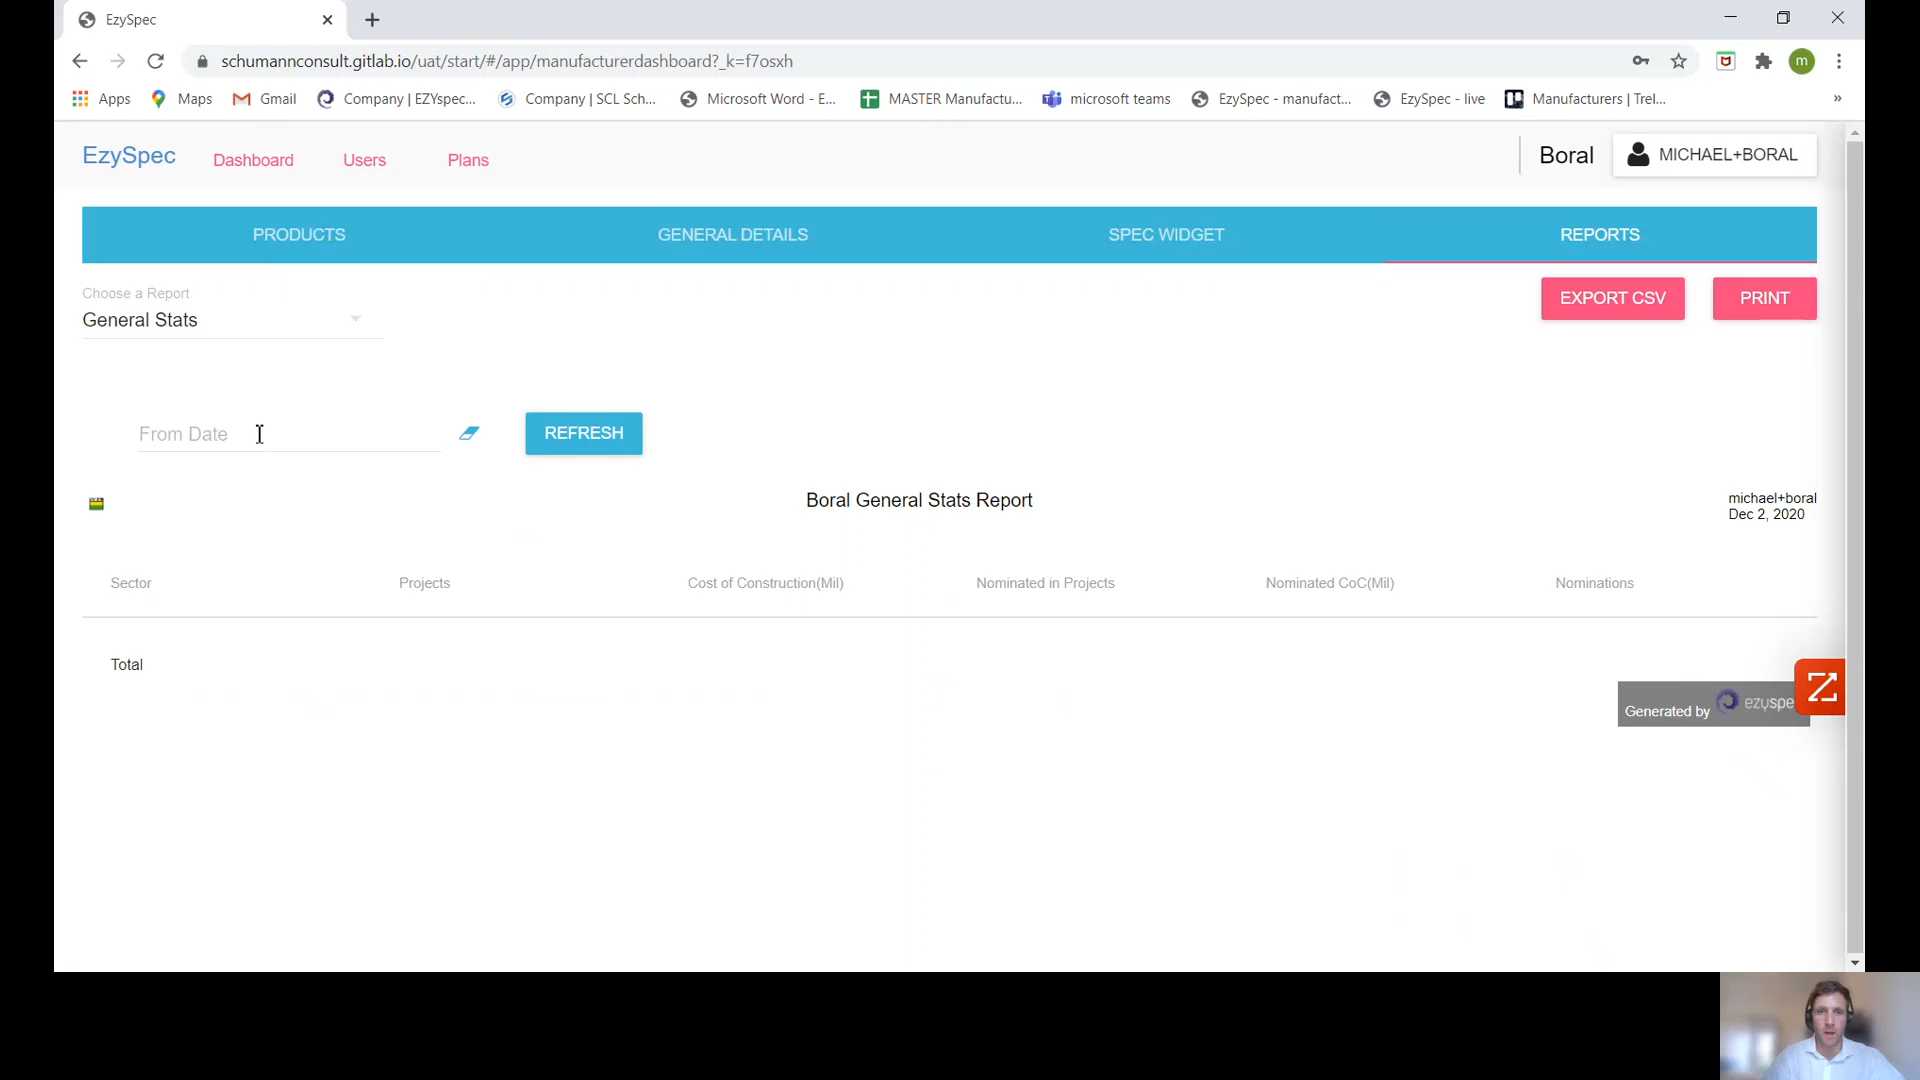 EzySpec
schumannconsult.gitlab.io/uat/start/#/app/manufacturerdashboard?_k=f7osxh
m
Apps Maps Gmail Company | EZYspec... Company | SCL Sch... Microsoft Word - E... MASTER Manufactu... microsoft teams EzySpec - manufact... EzySpec - live Manufacturers | Trel... »
EzySpec Dashboard Users Plans Boral MICHAEL+BORAL
PRODUCTS GENERAL DETAILS SPEC WIDGET REPORTS
Choose a Report
General Stats
EXPORT CSV PRINT
From Date REFRESH
Boral General Stats Report
michael+boral
Dec 2, 2020
Sector Projects Cost of Construction(Mil) Nominated in Projects Nominated CoC(Mil) Nominations
Total
Generated by ezyspe